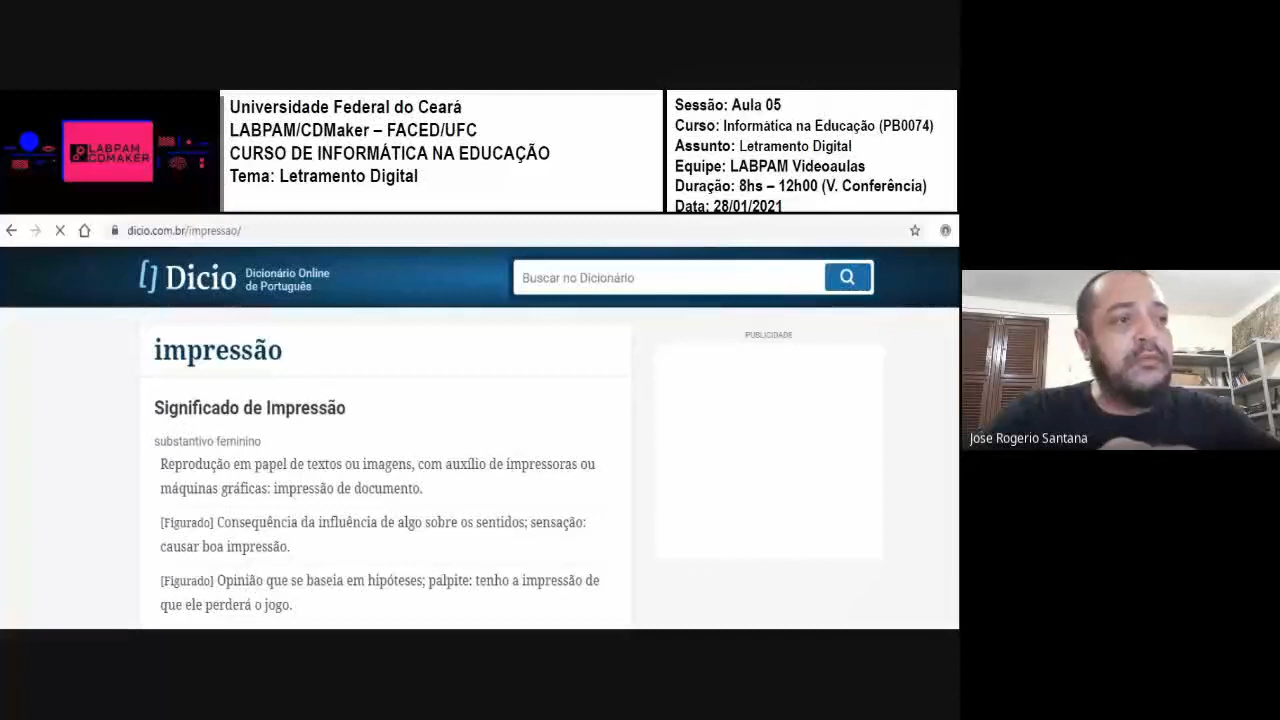 LABPAM
CDMAKER
Universidade Federal do Ceará
LABPAM/CDMaker – FACED/UFC
CURSO DE INFORMÁTICA NA EDUCAÇÃO
Tema: Letramento Digital
Sessão: Aula 05
Curso: Informática na Educação (PB0074)
Assunto: Letramento Digital
Equipe: LABPAM Videoaulas
Duração: 8hs – 12h00 (V. Conferência)
Data: 28/01/2021
dicio.com.br/impressao/
Dicio
Dicionário Online
de Português
Buscar no Dicionário
impressão
PUBLICIDADE
Significado de Impressão
substantivo feminino
Reprodução em papel de textos ou imagens, com auxílio de impressoras ou
máquinas gráficas: impressão de documento.
[Figurado] Consequência da influência de algo sobre os sentidos; sensação:
causar boa impressão.
[Figurado] Opinião que se baseia em hipóteses; palpite: tenho a impressão de
que ele perderá o jogo.
Jose Rogerio Santana